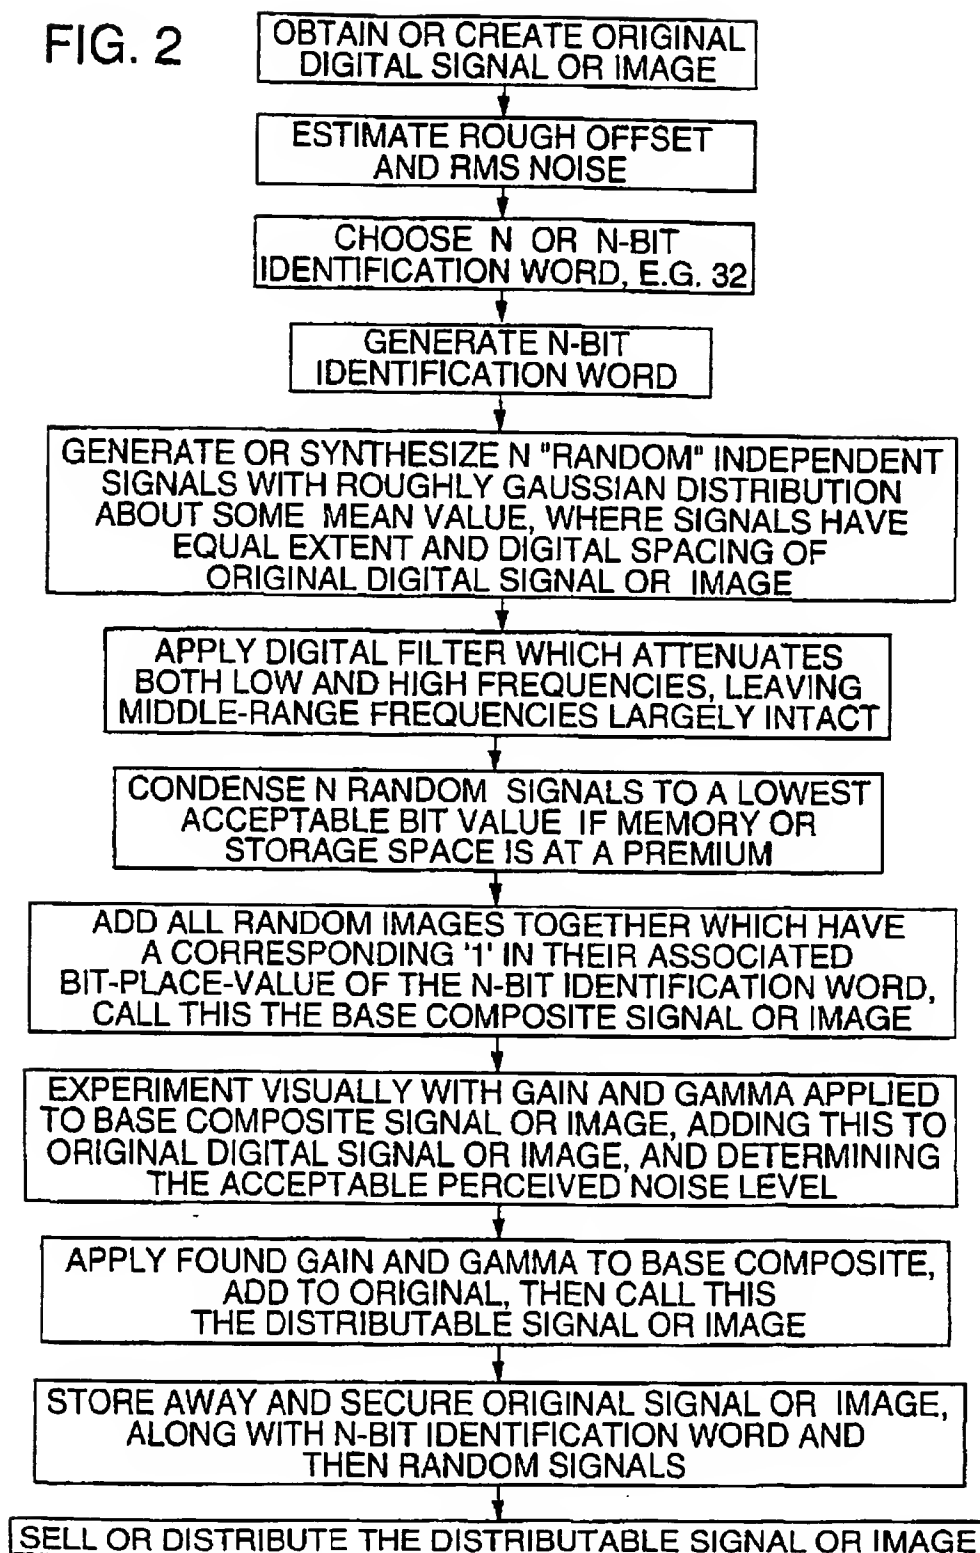 FIG. 2
OBTAIN OR CREATE ORIGINAL
DIGITAL SIGNAL OR IMAGE
ESTIMATE ROUGH OFFSET
AND RMS NOISE
CHOOSE N OR N-BIT
IDENTIFICATION WORD, E.G. 32
GENERATE N-BIT
IDENTIFICATION WORD
GENERATE OR SYNTHESIZE N "RANDOM" INDEPENDENT
SIGNALS WITH ROUGHLY GAUSSIAN DISTRIBUTION
ABOUT SOME MEAN VALUE, WHERE SIGNALS HAVE
EQUAL EXTENT AND DIGITAL SPACING OF
ORIGINAL DIGITAL SIGNAL OR IMAGE
APPLY DIGITAL FILTER WHICH ATTENUATES
BOTH LOW AND HIGH FREQUENCIES, LEAVING
MIDDLE-RANGE FREQUENCIES LARGELY INTACT
CONDENSE N RANDOM SIGNALS TO A LOWEST
ACCEPTABLE BIT VALUE IF MEMORY OR
STORAGE SPACE IS AT A PREMIUM
ADD ALL RANDOM IMAGES TOGETHER WHICH HAVE
A CORRESPONDING '1' IN THEIR ASSOCIATED
BIT-PLACE-VALUE OF THE N-BIT IDENTIFICATION WORD,
CALL THIS THE BASE COMPOSITE SIGNAL OR IMAGE
EXPERIMENT VISUALLY WITH GAIN AND GAMMA APPLIED
TO BASE COMPOSITE SIGNAL OR IMAGE, ADDING THIS TO
ORIGINAL DIGITAL SIGNAL OR IMAGE, AND DETERMINING
THE ACCEPTABLE PERCEIVED NOISE LEVEL
APPLY FOUND GAIN AND GAMMA TO BASE COMPOSITE,
ADD TO ORIGINAL, THEN CALL THIS
THE DISTRIBUTABLE SIGNAL OR IMAGE
STORE AWAY AND SECURE ORIGINAL SIGNAL OR IMAGE,
ALONG WITH N-BIT IDENTIFICATION WORD AND
THEN RANDOM SIGNALS
SELL OR DISTRIBUTE THE DISTRIBUTABLE SIGNAL OR IMAGE